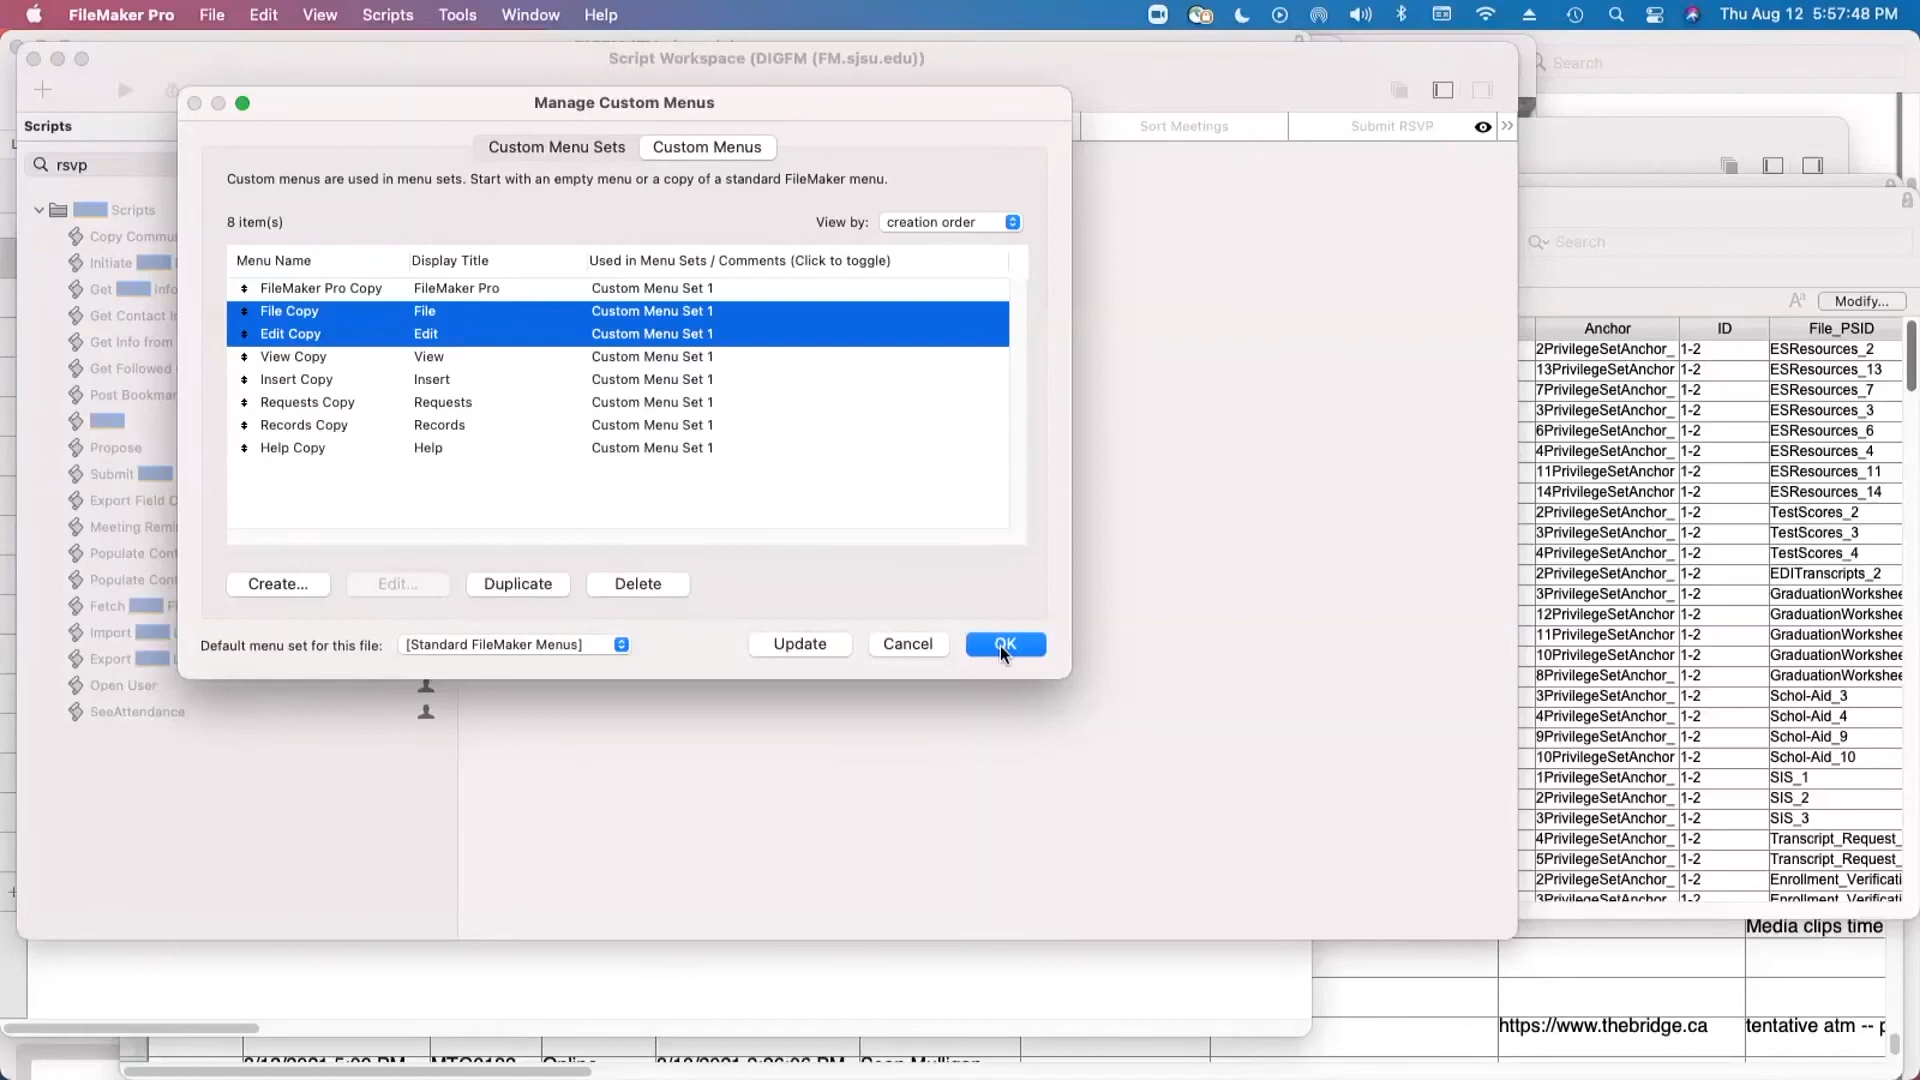 FileMaker Pro File Edit View Scripts Tools Window Help Thu Aug 12 5:57:48 PM
Script Workspace (DIGFM (FM.sjsu.edu))
Search
Manage Custom Menus
Scripts
Sort Meetings Submit RSVP
rsvp
Custom Menu Sets Custom Menus
Custom menus are used in menu sets. Start with an empty menu or a copy of a standard FileMaker menu.
8 item(s) View by: creation order
Menu Name Display Title Used in Menu Sets / Comments (Click to toggle)
FileMaker Pro Copy FileMaker Pro Custom Menu Set 1
File Copy File Custom Menu Set 1
Edit Copy Edit Custom Menu Set 1
View Copy View Custom Menu Set 1
Insert Copy Insert Custom Menu Set 1
Requests Copy Requests Custom Menu Set 1
Records Copy Records Custom Menu Set 1
Help Copy Help Custom Menu Set 1
Create... Edit... Duplicate Delete
Default menu set for this file: [Standard FileMaker Menus] Update Cancel OK
Scripts
Copy Commu
Initiate
Get Info
Get Contact I
Get Info from
Get Followed
Post Bookmar
Propose
Submit
Export Field C
Meeting Remi
Populate Cont
Populate Cont
Fetch Fi
Import
Export
Open User
SeeAttendance
Search
Modify...
Anchor ID File_PSID
2PrivilegeSetAnchor_ 1-2 ESResources_2
13PrivilegeSetAnchor 1-2 ESResources_13
7PrivilegeSetAnchor_ 1-2 ESResources_7
3PrivilegeSetAnchor_ 1-2 ESResources_3
6PrivilegeSetAnchor_ 1-2 ESResources_6
4PrivilegeSetAnchor_ 1-2 ESResources_4
11PrivilegeSetAnchor 1-2 ESResources_11
14PrivilegeSetAnchor 1-2 ESResources_14
2PrivilegeSetAnchor_ 1-2 TestScores_2
3PrivilegeSetAnchor_ 1-2 TestScores_3
4PrivilegeSetAnchor_ 1-2 TestScores_4
2PrivilegeSetAnchor_ 1-2 EDITranscripts_2
3PrivilegeSetAnchor_ 1-2 GraduationWorkshee
12PrivilegeSetAnchor 1-2 GraduationWorkshee
11PrivilegeSetAnchor 1-2 GraduationWorkshee
10PrivilegeSetAnchor 1-2 GraduationWorkshee
8PrivilegeSetAnchor_ 1-2 GraduationWorkshee
3PrivilegeSetAnchor_ 1-2 Schol-Aid_3
4PrivilegeSetAnchor_ 1-2 Schol-Aid_4
9PrivilegeSetAnchor_ 1-2 Schol-Aid_9
10PrivilegeSetAnchor 1-2 Schol-Aid_10
1PrivilegeSetAnchor_ 1-2 SIS_1
2PrivilegeSetAnchor_ 1-2 SIS_2
3PrivilegeSetAnchor_ 1-2 SIS_3
4PrivilegeSetAnchor_ 1-2 Transcript_Request_
5PrivilegeSetAnchor_ 1-2 Transcript_Request_
2PrivilegeSetAnchor_ 1-2 Enrollment_Verificati
3PrivilegeSetAnchor_ 1-2 Enrollment_Verificati
Media clips time
https://www.thebridge.ca tentative atm -- p
Online Sean Mulligan